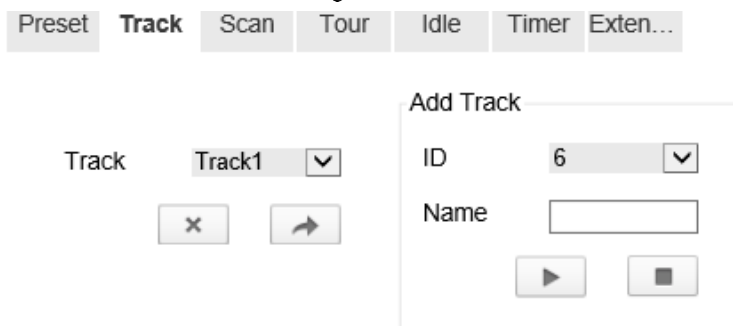 Preset Track Scan Tour Idle Timer Exten...
Add Track
Track Track1
ID 6
Name